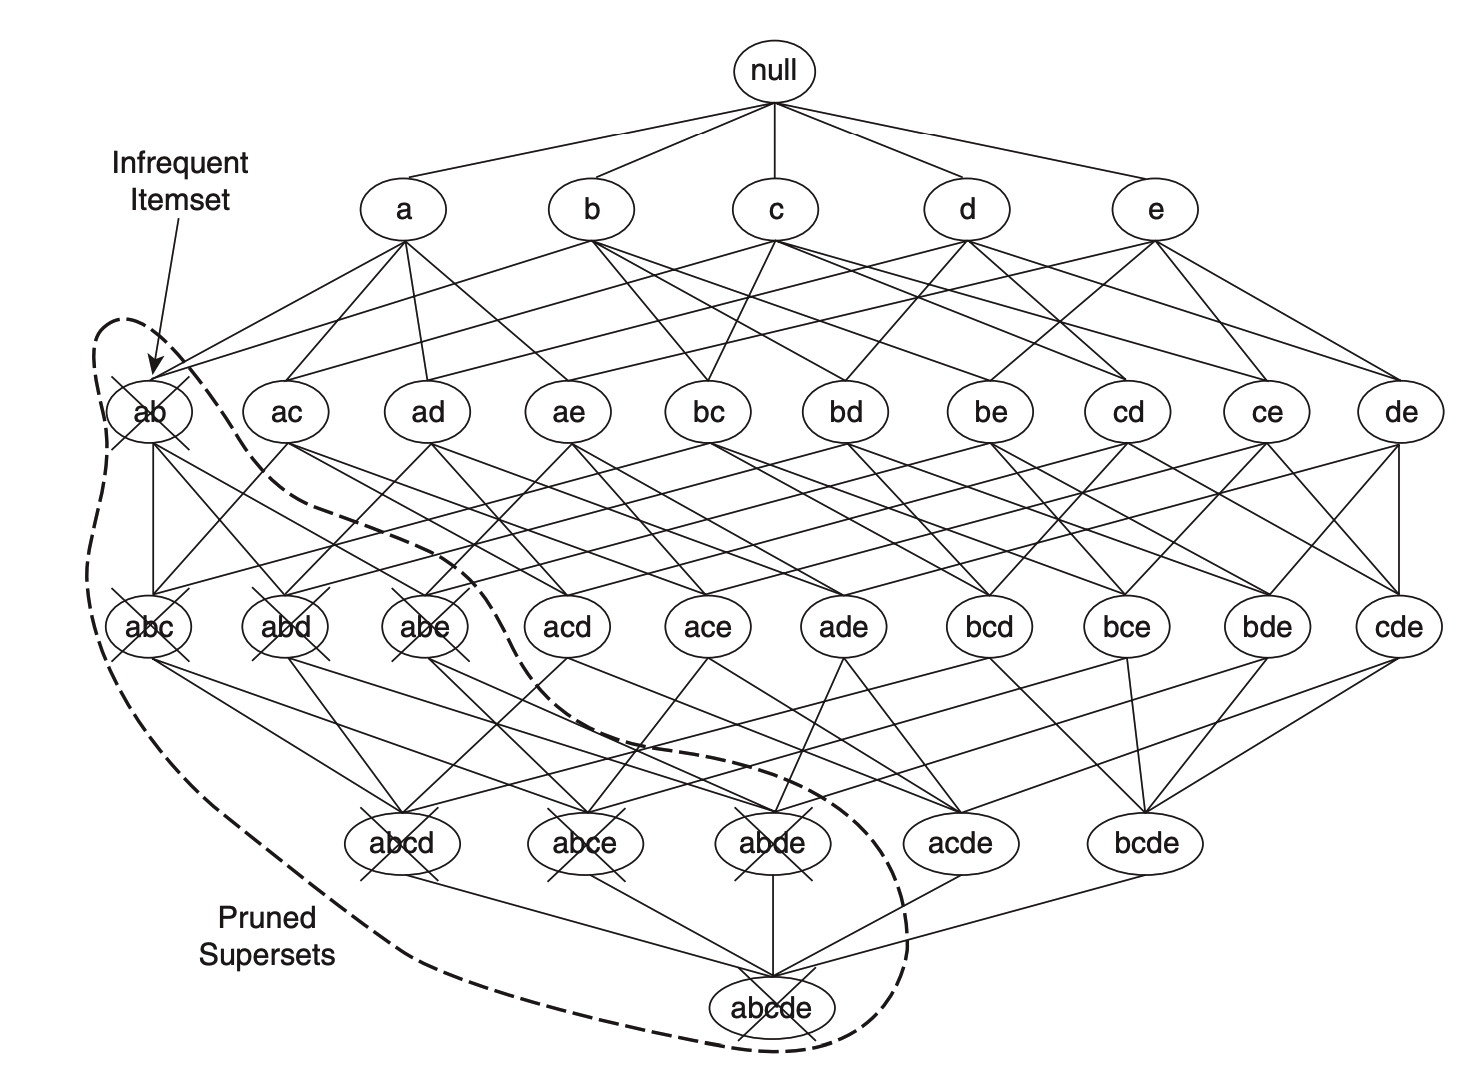 null
Infrequent
Itemset
a b c d e
ab ac ad ae bc bd be cd ce de
abc abd abe acd ace ade bcd bce bde cde
abcd abce abde acde bcde
Pruned
Supersets
abcde